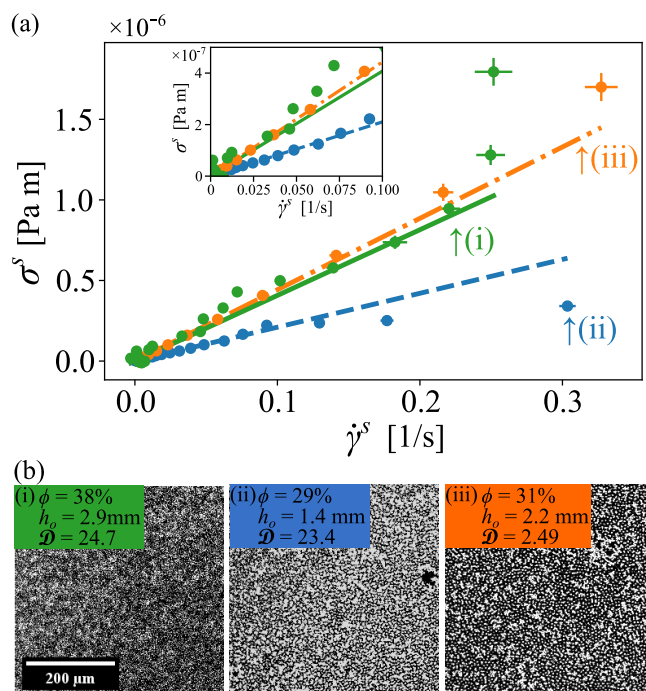 (a)
×10⁻⁶
σˢ [Pa m]
1.5
1.0
0.5
0.0
0.0
0.1
0.2
0.3
γ̇ˢ [1/s]
×10⁻⁷
σˢ [Pa m]
4
2
0
0.000
0.025
0.050
0.075
0.100
γ̇ˢ [1/s]
↑(iii)
↑(i)
↑(ii)
(b)
(i) ϕ = 38%
hₒ = 2.9mm
𝓓 = 24.7
200 μm
(ii) ϕ = 29%
hₒ = 1.4 mm
𝓓 = 23.4
(iii) ϕ = 31%
hₒ = 2.2 mm
𝓓 = 2.49